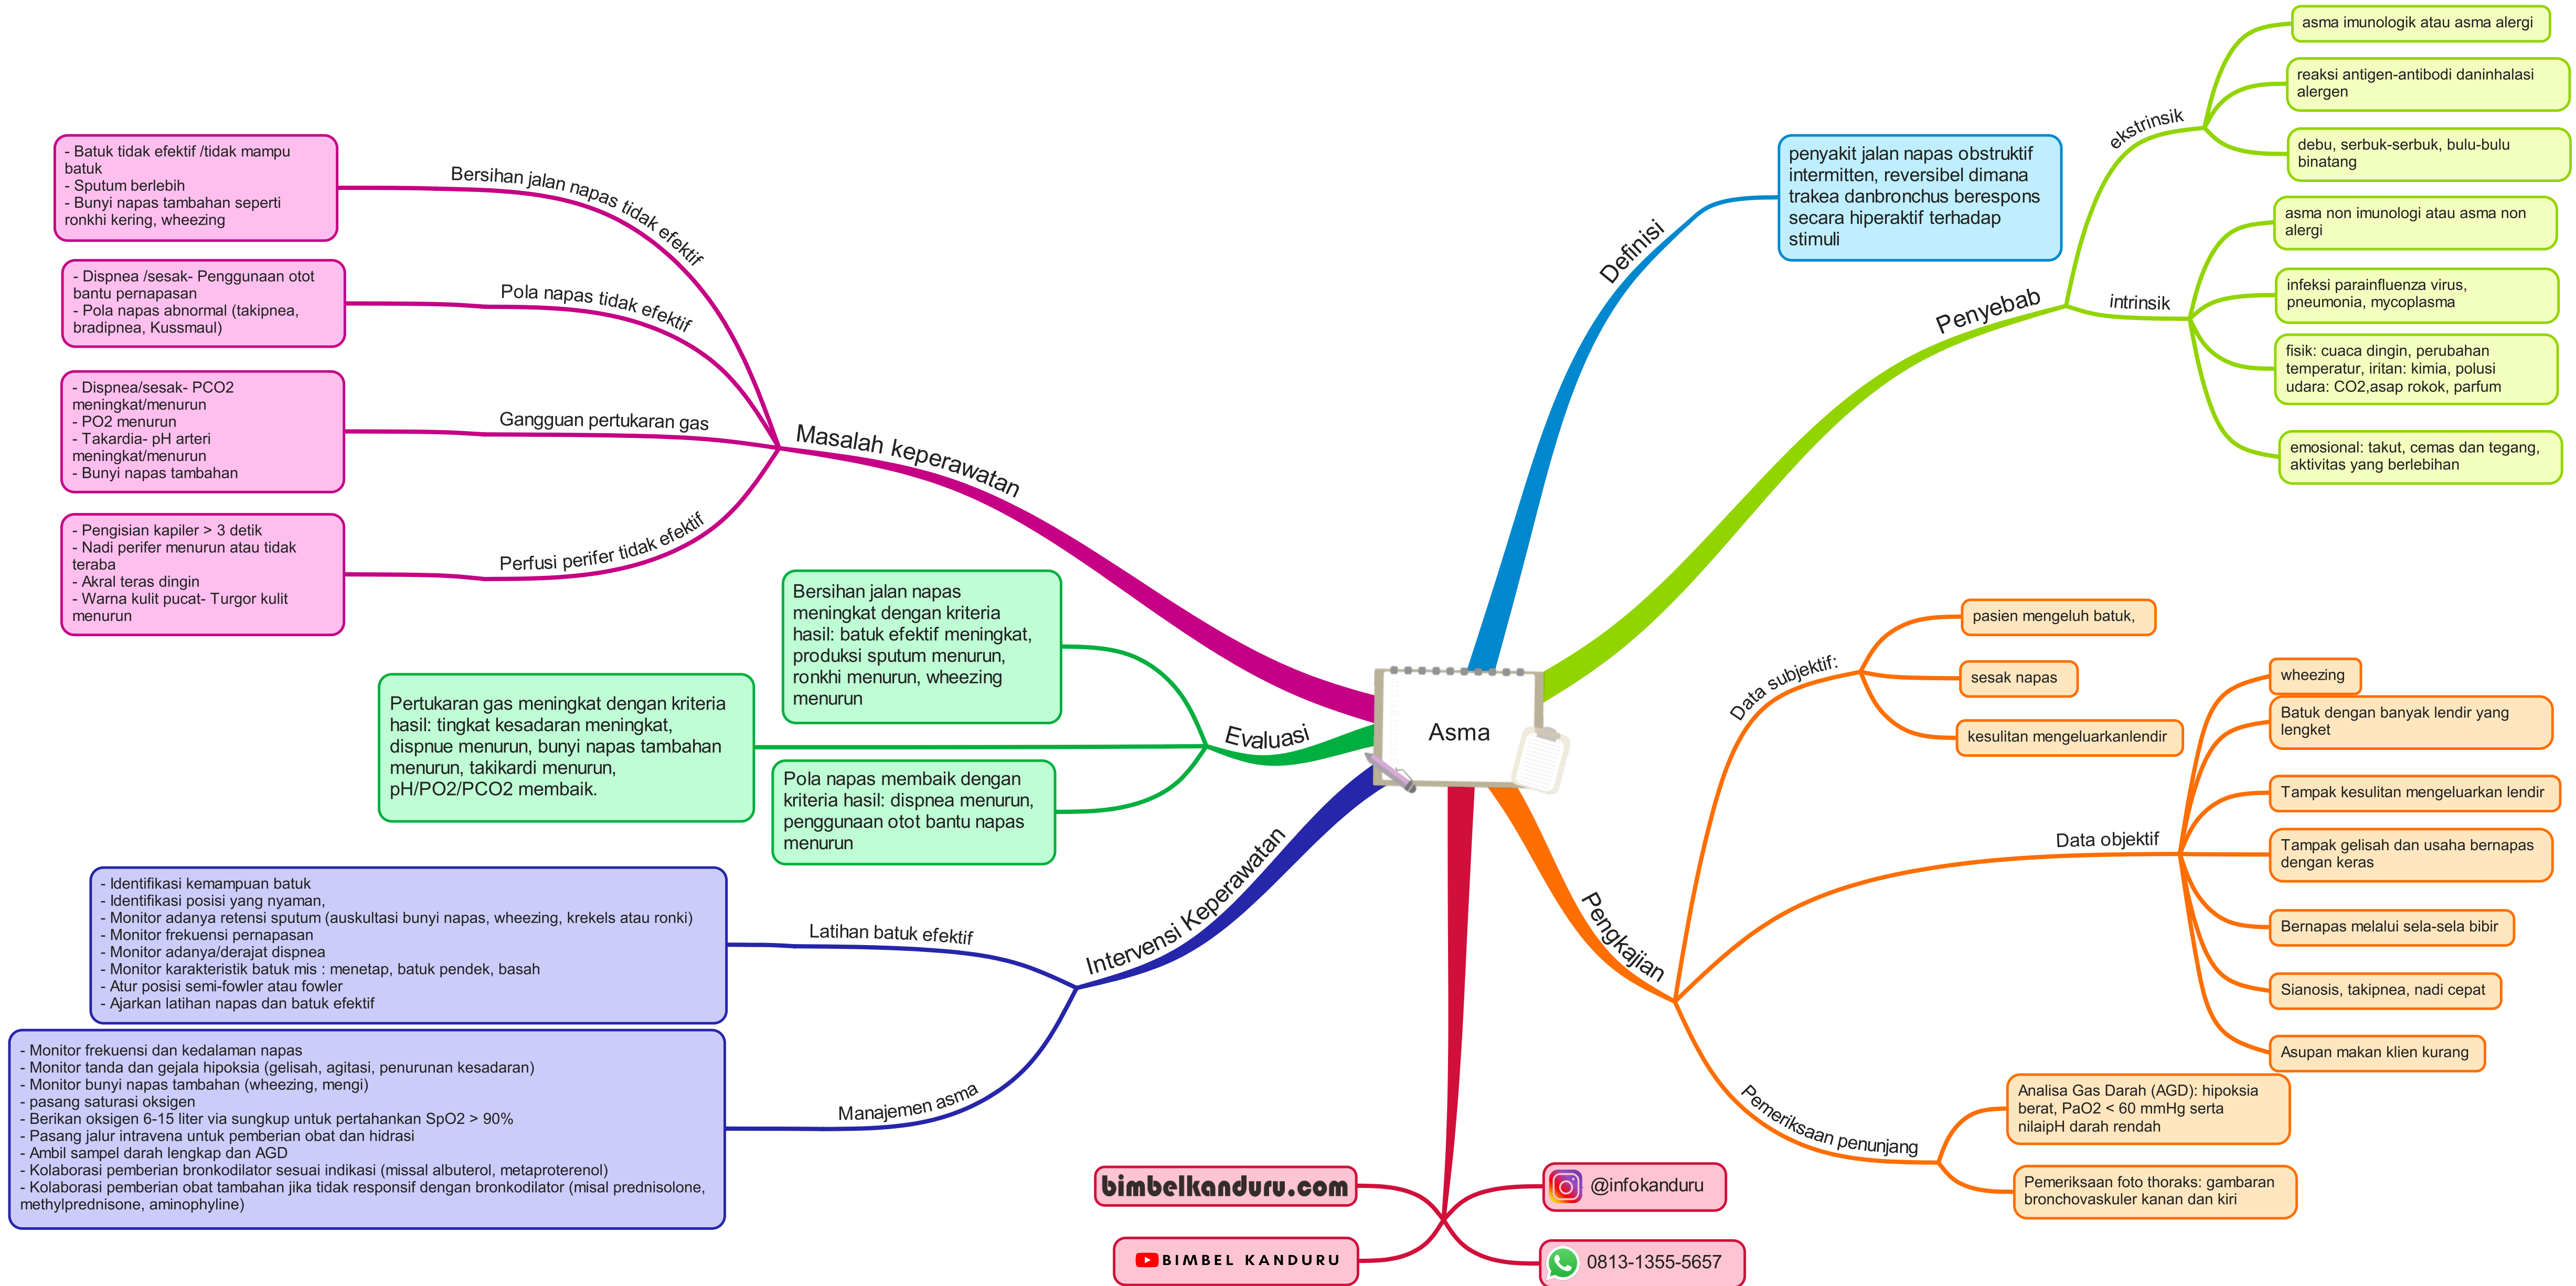 Asma
Definisi
penyakit jalan napas obstruktif
intermitten, reversibel dimana
trakea danbronchus berespons
secara hiperaktif terhadap
stimuli
Penyebab
ekstrinsik
asma imunologik atau asma alergi
reaksi antigen-antibodi daninhalasi
alergen
debu, serbuk-serbuk, bulu-bulu
binatang
intrinsik
asma non imunologi atau asma non
alergi
infeksi parainfluenza virus,
pneumonia, mycoplasma
fisik: cuaca dingin, perubahan
temperatur, iritan: kimia, polusi
udara: CO2,asap rokok, parfum
emosional: takut, cemas dan tegang,
aktivitas yang berlebihan
Pengkajian
Data subjektif:
pasien mengeluh batuk,
sesak napas
kesulitan mengeluarkanlendir
Data objektif
wheezing
Batuk dengan banyak lendir yang
lengket
Tampak kesulitan mengeluarkan lendir
Tampak gelisah dan usaha bernapas
dengan keras
Bernapas melalui sela-sela bibir
Sianosis, takipnea, nadi cepat
Asupan makan klien kurang
Pemeriksaan penunjang
Analisa Gas Darah (AGD): hipoksia
berat, PaO2 < 60 mmHg serta
nilaipH darah rendah
Pemeriksaan foto thoraks: gambaran
bronchovaskuler kanan dan kiri
@infokanduru
0813-1355-5657
bimbelkanduru.com
BIMBEL KANDURU
Intervensi Keperawatan
Latihan batuk efektif
- Identifikasi kemampuan batuk
- Identifikasi posisi yang nyaman,
- Monitor adanya retensi sputum (auskultasi bunyi napas, wheezing, krekels atau ronki)
- Monitor frekuensi pernapasan
- Monitor adanya/derajat dispnea
- Monitor karakteristik batuk mis : menetap, batuk pendek, basah
- Atur posisi semi-fowler atau fowler
- Ajarkan latihan napas dan batuk efektif
Manajemen asma
- Monitor frekuensi dan kedalaman napas
- Monitor tanda dan gejala hipoksia (gelisah, agitasi, penurunan kesadaran)
- Monitor bunyi napas tambahan (wheezing, mengi)
- pasang saturasi oksigen
- Berikan oksigen 6-15 liter via sungkup untuk pertahankan SpO2 > 90%
- Pasang jalur intravena untuk pemberian obat dan hidrasi
- Ambil sampel darah lengkap dan AGD
- Kolaborasi pemberian bronkodilator sesuai indikasi (missal albuterol, metaproterenol)
- Kolaborasi pemberian obat tambahan jika tidak responsif dengan bronkodilator (misal prednisolone,
methylprednisone, aminophyline)
Evaluasi
Bersihan jalan napas
meningkat dengan kriteria
hasil: batuk efektif meningkat,
produksi sputum menurun,
ronkhi menurun, wheezing
menurun
Pertukaran gas meningkat dengan kriteria
hasil: tingkat kesadaran meningkat,
dispnue menurun, bunyi napas tambahan
menurun, takikardi menurun,
pH/PO2/PCO2 membaik.
Pola napas membaik dengan
kriteria hasil: dispnea menurun,
penggunaan otot bantu napas
menurun
Masalah keperawatan
Bersihan jalan napas tidak efektif
- Batuk tidak efektif /tidak mampu
batuk
- Sputum berlebih
- Bunyi napas tambahan seperti
ronkhi kering, wheezing
Pola napas tidak efektif
- Dispnea /sesak- Penggunaan otot
bantu pernapasan
- Pola napas abnormal (takipnea,
bradipnea, Kussmaul)
Gangguan pertukaran gas
- Dispnea/sesak- PCO2
meningkat/menurun
- PO2 menurun
- Takardia- pH arteri
meningkat/menurun
- Bunyi napas tambahan
Perfusi perifer tidak efektif
- Pengisian kapiler > 3 detik
- Nadi perifer menurun atau tidak
teraba
- Akral teras dingin
- Warna kulit pucat- Turgor kulit
menurun